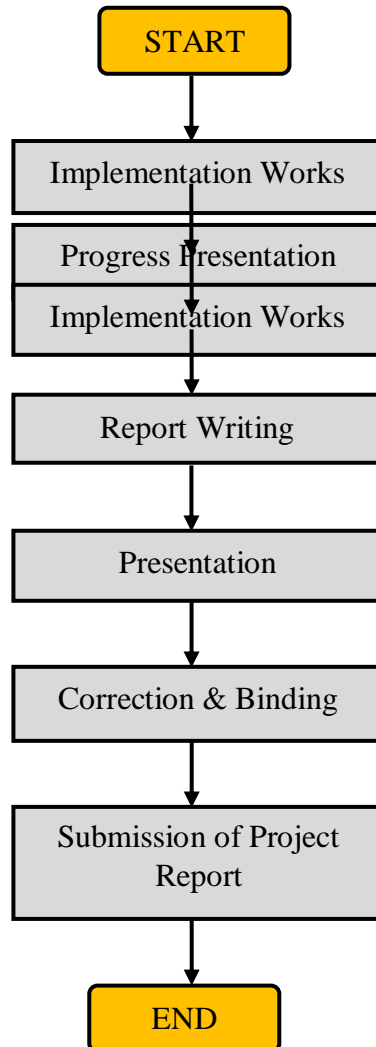 START
Implementation Works
Progress Presentation
Implementation Works
Report Writing
Presentation
Correction & Binding
Submission of Project
Report
END